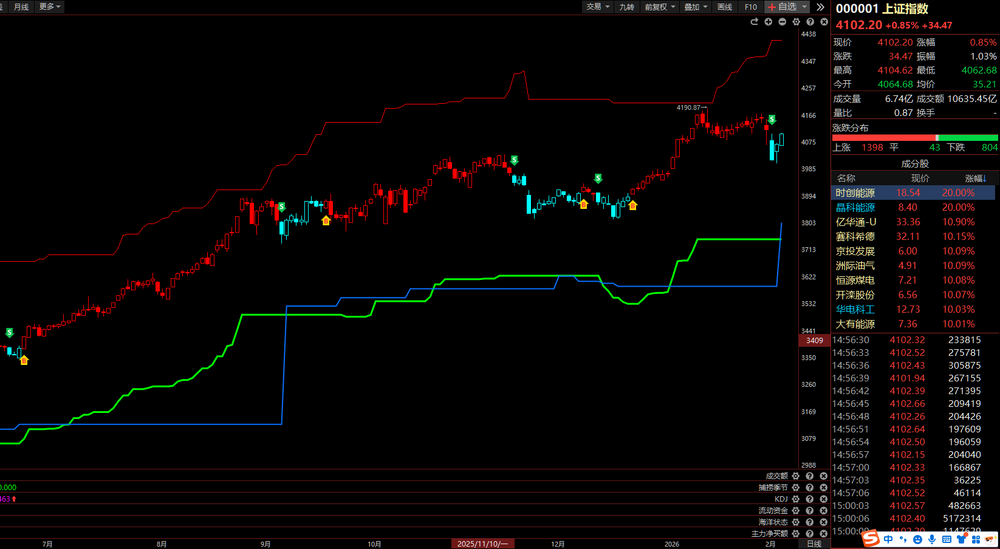 线 月线 更多
交易 九转 前复权 叠加 画线 F10 +自选
4438
4347
4257
4190.87→
4166
4075
3985
3894
3803
3713
3622
3532
3441
3409
3350
3260
3169
3079
2988
S
S
S
S
S
B
B
B
B
成交额
0.000 捕捞季节
463 KDJ
流动资金
海洋状态
主力净买额
7月 8月 9月 10月 2025/11/10/一 12月 2026 2月 日线
000001 上证指数
4102.20 +0.85% +34.47
现价 4102.20 涨幅 0.85%
涨跌 34.47 振幅 1.03%
最高 4104.62 最低 4062.68
今开 4064.68 均价 35.21
成交量 6.74亿 成交额 10635.45亿
量比 0.87 换手 -
涨跌分布
上涨 1398 平 43 下跌 804
成分股
名称 现价 涨幅↓
时创能源 18.54 20.00%
晶科能源 8.40 20.00%
亿华通-U 33.36 10.90%
赛科希德 32.11 10.15%
京投发展 6.00 10.09%
洲际油气 4.91 10.09%
恒源煤电 7.21 10.08%
开滦股份 6.56 10.07%
华电科工 12.73 10.03%
大有能源 7.36 10.01%
14:56:30 4102.32 233815
14:56:33 4102.52 275781
14:56:36 4102.43 305875
14:56:39 4101.94 267155
14:56:42 4102.39 271395
14:56:45 4102.66 209419
14:56:48 4102.26 204426
14:56:51 4102.64 197609
14:56:54 4102.50 196059
14:56:57 4102.15 204040
14:57:00 4102.33 166867
14:57:03 4102.35 36225
14:57:06 4102.52 46114
15:00:03 4102.57 482663
15:00:06 4102.40 5172314
15:00:09 4102.20 1147629
S 中